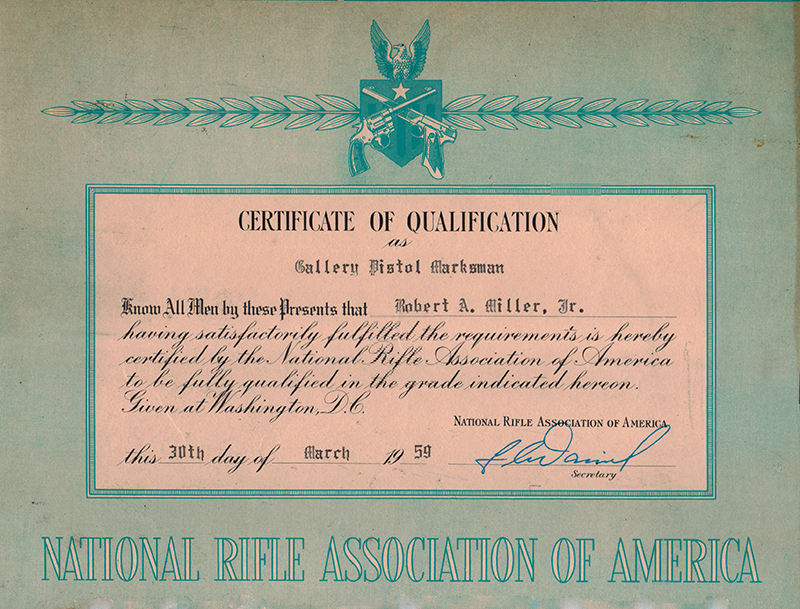 CERTIFICATE OF QUALIFICATION
as
Gallery Pistol Marksman
Know All Men by these Presents that Robert A. Miller, Jr.
having satisfactorily fulfilled the requirements is hereby
certified by the National Rifle Association of America
to be fully qualified in the grade indicated hereon.
Given at Washington, D.C.
NATIONAL RIFLE ASSOCIATION OF AMERICA
this 30th day of March 19 59
Secretary
NATIONAL RIFLE ASSOCIATION OF AMERICA